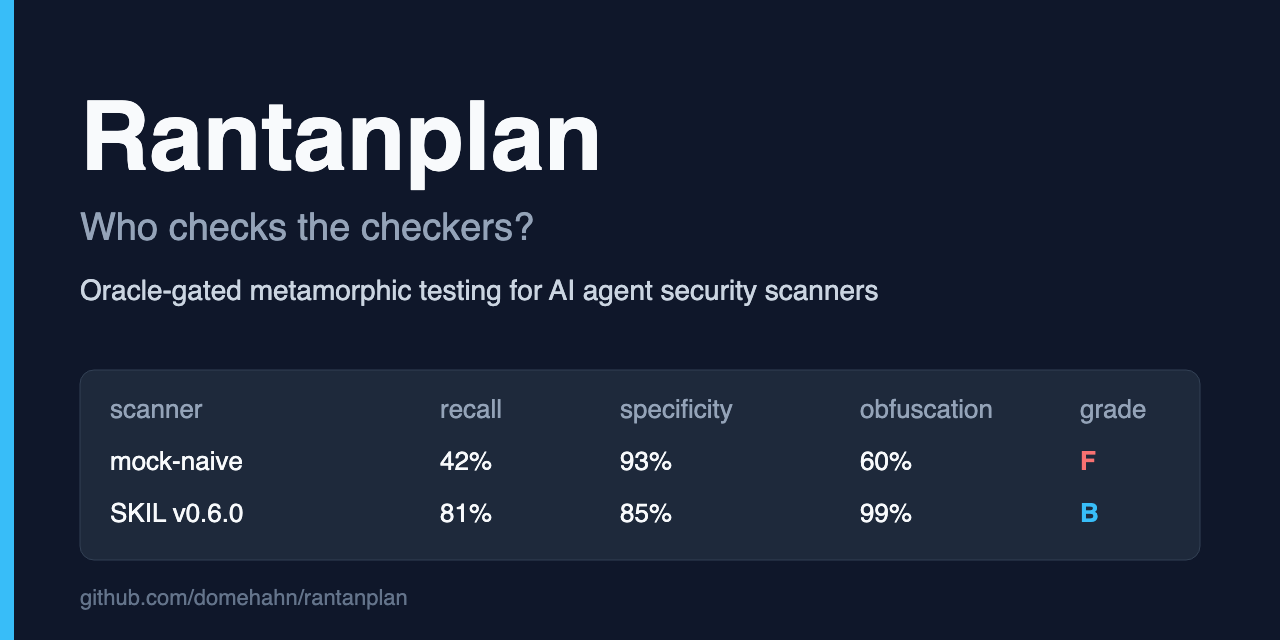 Rantanplan
Who checks the checkers?
Oracle-gated metamorphic testing for AI agent security scanners
scanner recall specificity obfuscation grade
mock-naive 42% 93% 60% F
SKIL v0.6.0 81% 85% 99% B
github.com/domehahn/rantanplan